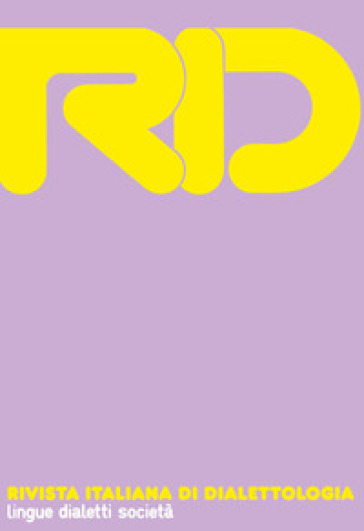 RID
RIVISTA ITALIANA DI DIALETTOLOGIA
lingue dialetti società